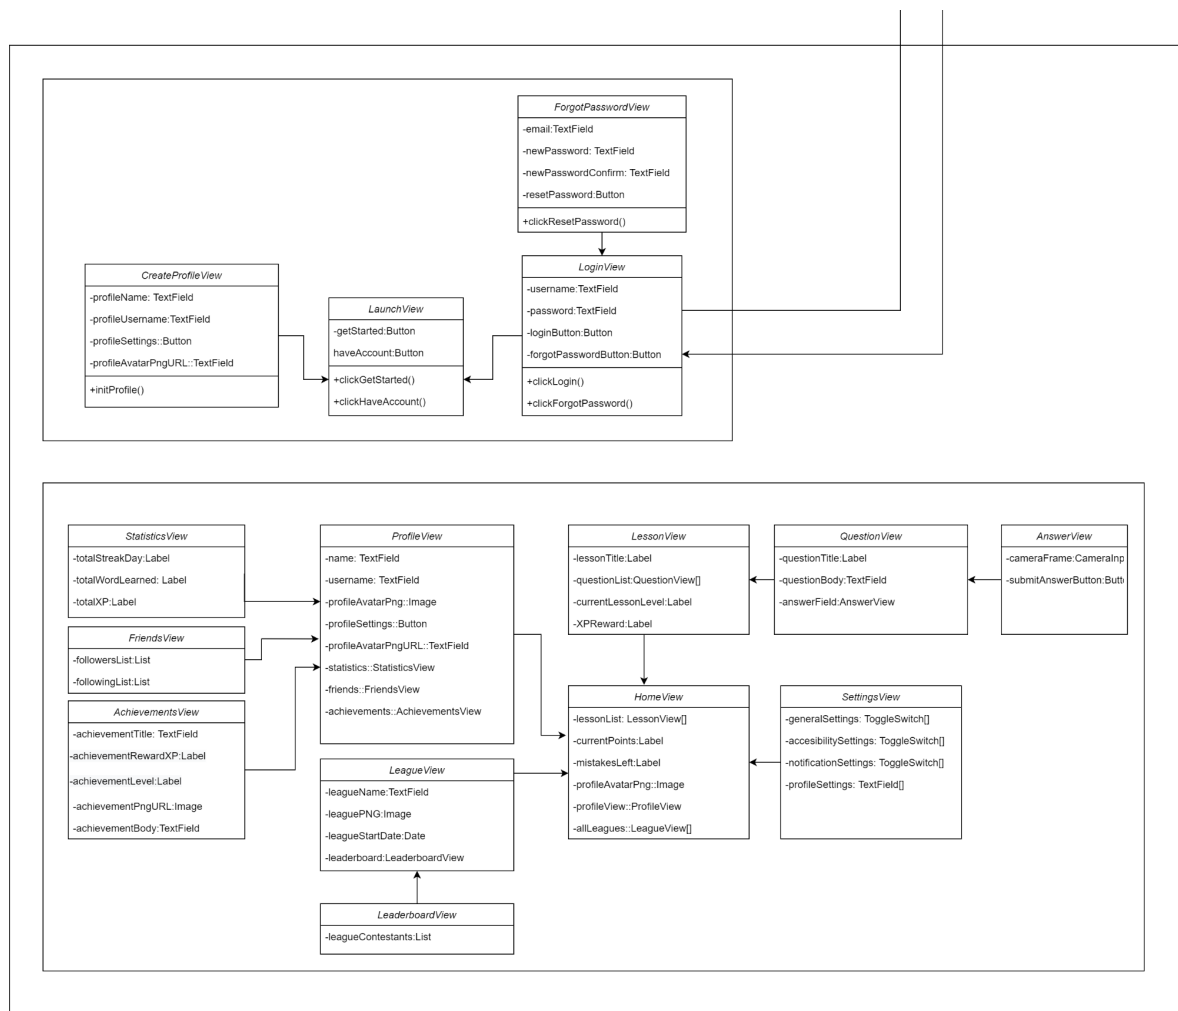 ForgotPasswordView
-email:TextField
-newPassword: TextField
-newPasswordConfirm: TextField
-resetPassword:Button
+clickResetPassword()
CreateProfileView
-profileName: TextField
-profileUsername:TextField
-profileSettings::Button
-profileAvatarPngURL::TextField
+initProfile()
LaunchView
-getStarted:Button
haveAccount:Button
+clickGetStarted()
+clickHaveAccount()
LoginView
-username:TextField
-password:TextField
-loginButton:Button
-forgotPasswordButton:Button
+clickLogin()
+clickForgotPassword()
StatisticsView
-totalStreakDay:Label
-totalWordLearned: Label
-totalXP:Label
FriendsView
-followersList:List
-followingList:List
AchievementsView
-achievementTitle: TextField
-achievementRewardXP:Label
-achievementLevel:Label
-achievementPngURL:Image
-achievementBody:TextField
ProfileView
-name: TextField
-username: TextField
-profileAvatarPng::Image
-profileSettings::Button
-profileAvatarPngURL::TextField
-statistics::StatisticsView
-friends::FriendsView
-achievements::AchievementsView
LeagueView
-leagueName:TextField
-leaguePNG:Image
-leagueStartDate:Date
-leaderboard:LeaderboardView
LeaderboardView
-leagueContestants:List
LessonView
-lessonTitle:Label
-questionList:QuestionView[]
-currentLessonLevel:Label
-XPReward:Label
QuestionView
-questionTitle:Label
-questionBody:TextField
-answerField:AnswerView
AnswerView
-cameraFrame:CameraInp
-submitAnswerButton:Butt
HomeView
-lessonList: LessonView[]
-currentPoints:Label
-mistakesLeft:Label
-profileAvatarPng::Image
-profileView::ProfileView
-allLeagues::LeagueView[]
SettingsView
-generalSettings: ToggleSwitch[]
-accesibilitySettings: ToggleSwitch[]
-notificationSettings: ToggleSwitch[]
-profileSettings: TextField[]